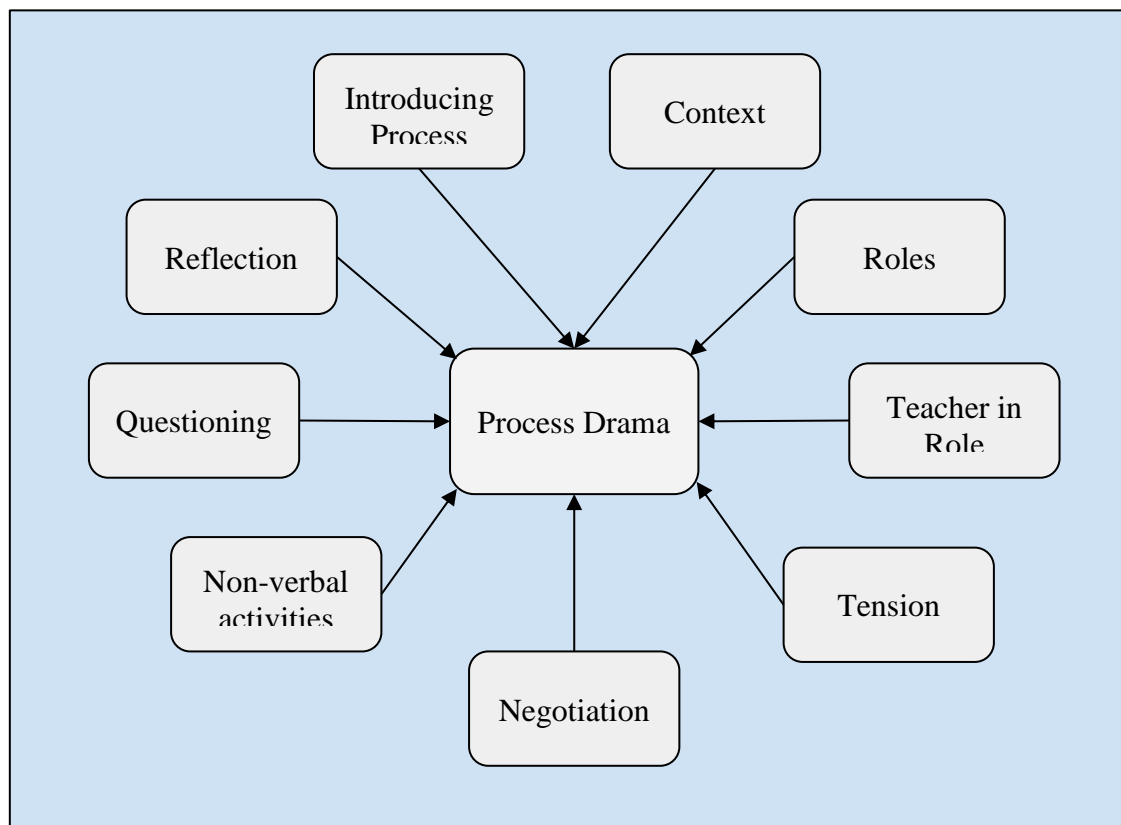 Introducing
Process
Context
Reflection
Roles
Questioning
Process Drama
Teacher in
Role
Non-verbal
activities
Tension
Negotiation